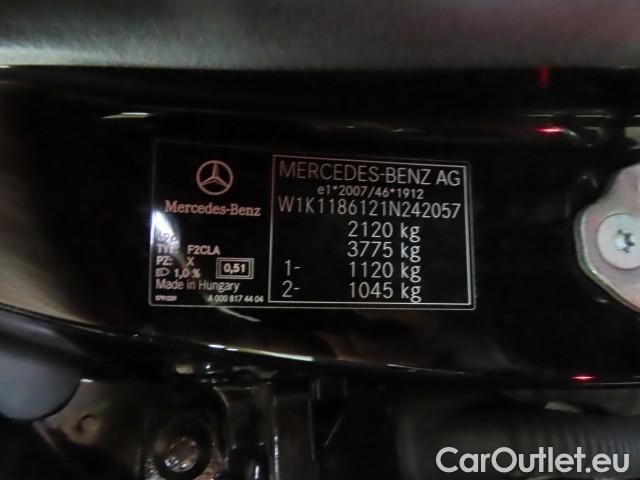 MERCEDES-BENZ AG
e1*2007/46*1912
W1K1186121N242057
2120 kg
3775 kg
1- 1120 kg
2- 1045 kg
Mercedes-Benz
F2CLA
PZ: X
1,0 % 0,51
Made in Hungary
A 000 817 44 04
CarOutlet.eu